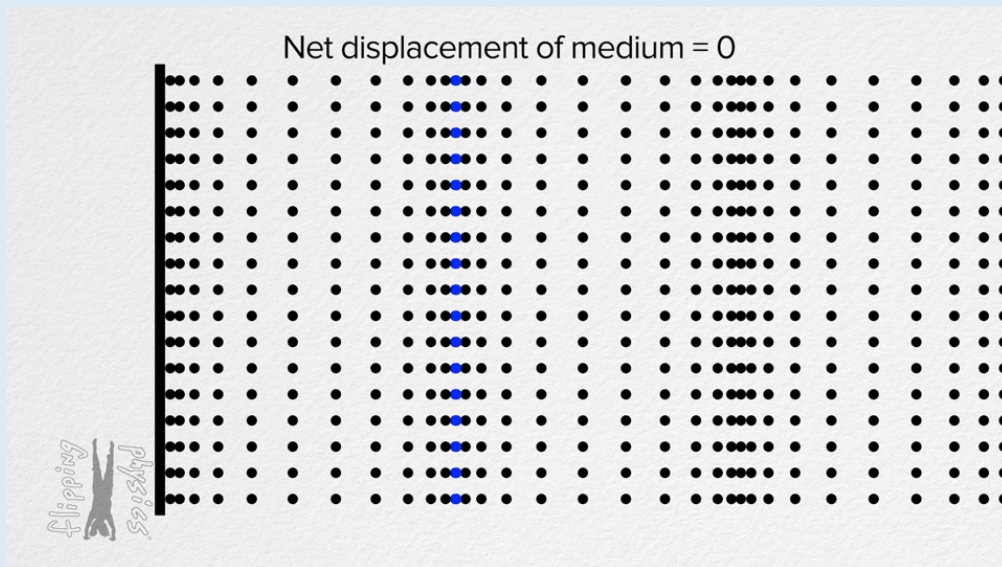 Net displacement of medium = 0
flipping
physics